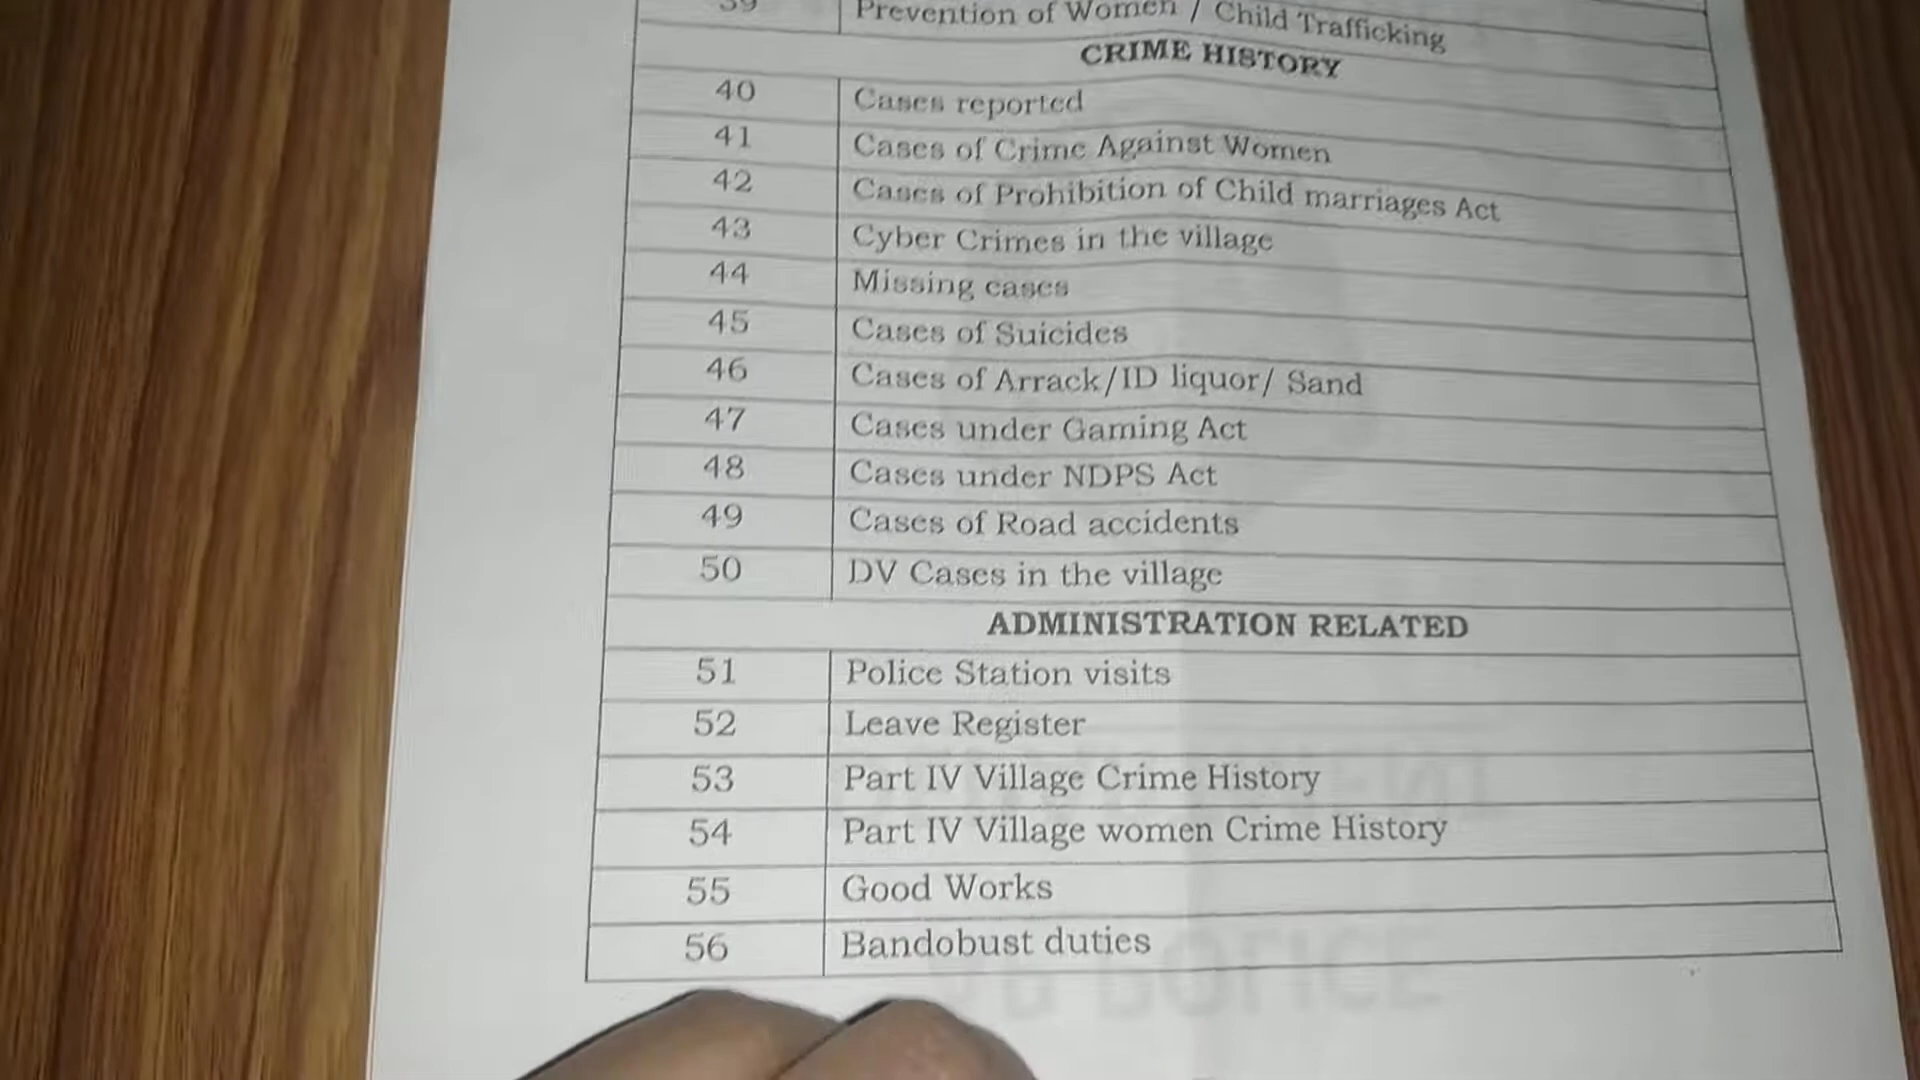 39 Prevention of Women / Child Trafficking
CRIME HISTORY
40 Cases reported
41 Cases of Crime Against Women
42 Cases of Prohibition of Child marriages Act
43 Cyber Crimes in the village
44 Missing cases
45 Cases of Suicides
46 Cases of Arrack/ID liquor/ Sand
47 Cases under Gaming Act
48 Cases under NDPS Act
49 Cases of Road accidents
50 DV Cases in the village
ADMINISTRATION RELATED
51 Police Station visits
52 Leave Register
53 Part IV Village Crime History
54 Part IV Village women Crime History
55 Good Works
56 Bandobust duties